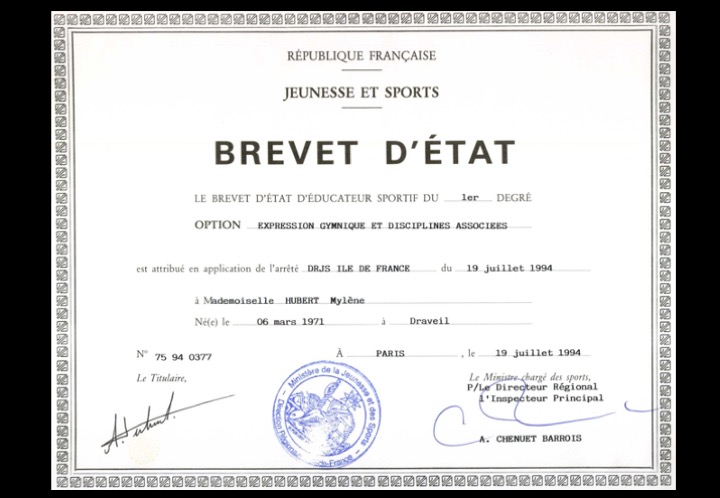 RÉPUBLIQUE FRANÇAISE
JEUNESSE ET SPORTS
BREVET D'ÉTAT
LE BREVET D'ÉTAT D'ÉDUCATEUR SPORTIF DU 1er DEGRÉ
OPTION EXPRESSION GYMNIQUE ET DISCIPLINES ASSOCIEES
est attribué en application de l'arrêté DRJS ILE DE FRANCE du 19 juillet 1994
à Mademoiselle HUBERT Mylène
Né(e) le 06 mars 1971 à Draveil
N° 75 94 0377 À PARIS , le 19 juillet 1994
Le Titulaire,
Le Ministre chargé des sports,
P/Le Directeur Régional
l'Inspecteur Principal
A. CHENUET BARROIS
Ministère de la Jeunesse et des Sports
Direction Régionale